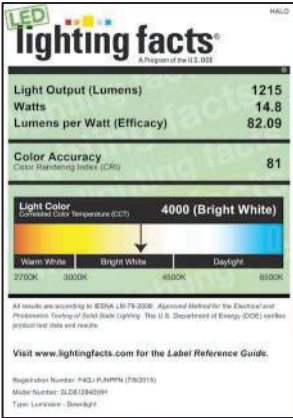 HALO
LED
lighting facts®
A Program of the U.S. DOE
Light Output (Lumens) 1215
Watts 14.8
Lumens per Watt (Efficacy) 82.09
Color Accuracy 81
Color Rendering Index (CRI)
Light Color 4000 (Bright White)
Correlated Color Temperature (CCT)
Warm White Bright White Daylight
2700K 3000K 4500K 6500K
All results are according to IESNA LM-79-2008: Approved Method for the Electrical and
Photometric Testing of Solid-State Lighting. The U.S. Department of Energy (DOE) verifies
product test data and results.
Visit www.lightingfacts.com for the Label Reference Guide.
Registration Number: (7/8/2015)
Model Number:
Type: Luminaire - Downlight